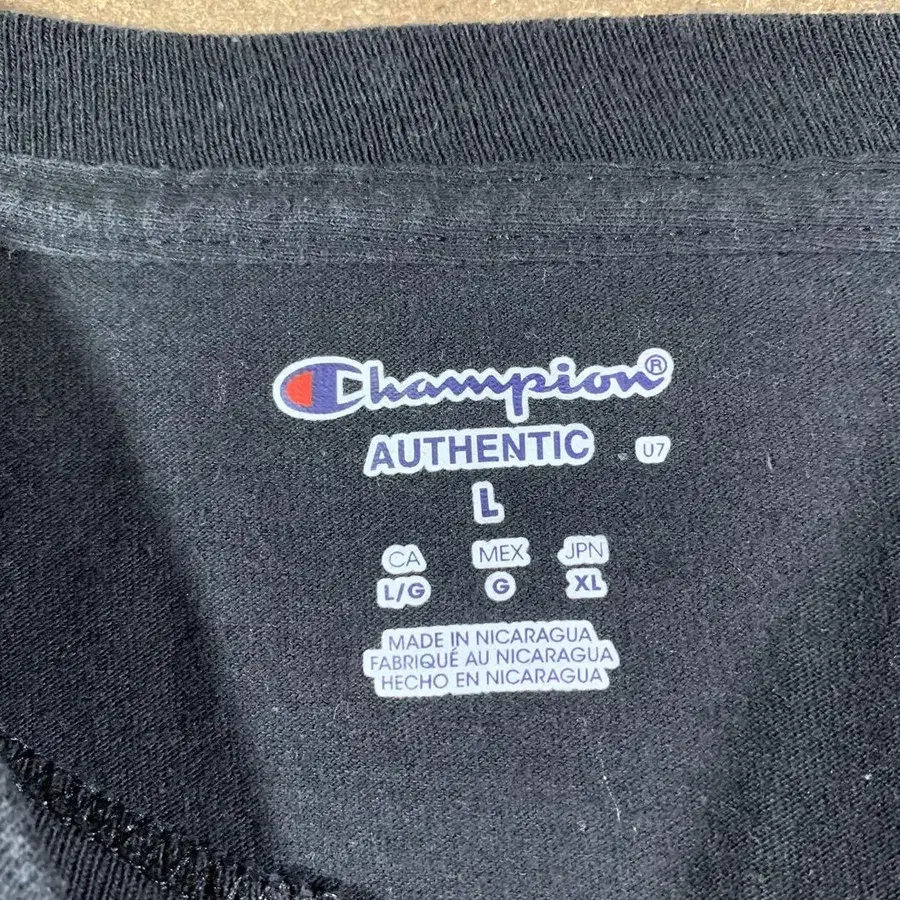 Champion®
AUTHENTIC U7
L
CA MEX JPN
L/G G XL
MADE IN NICARAGUA
FABRIQUÉ AU NICARAGUA
HECHO EN NICARAGUA